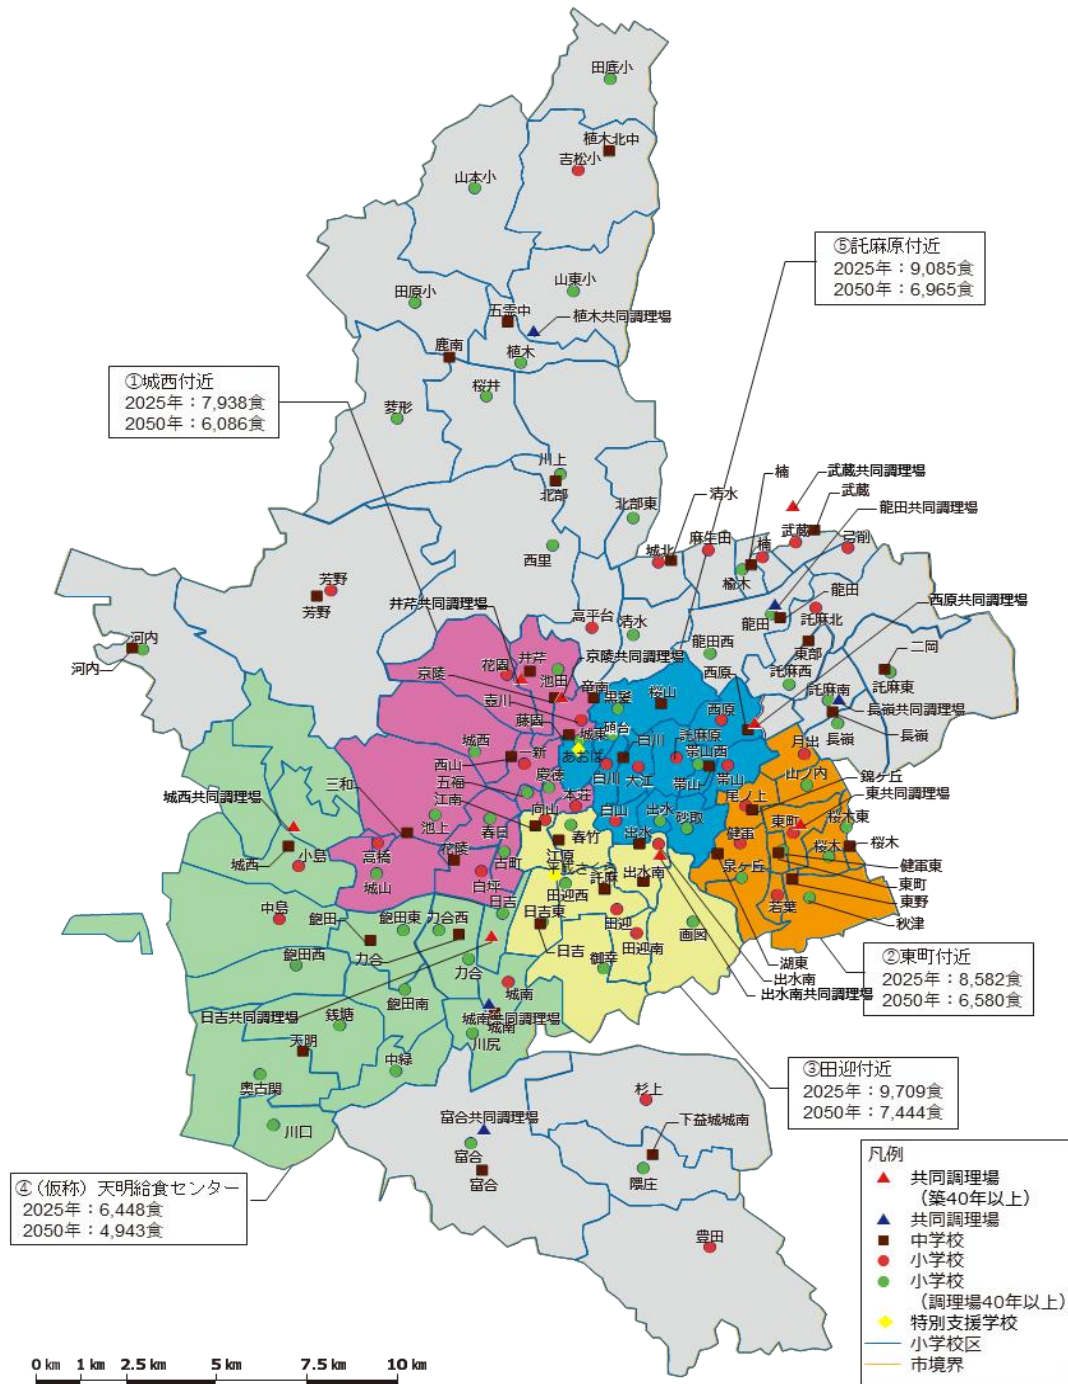 田底小
植木北中
吉松小
山本小
⑤託麻原付近
2025年：9,085食
2050年：6,965食
山東小
田原小
五霊中
植木共同調理場
鹿南
植木
①城西付近
2025年：7,938食
2050年：6,086食
桜井
菱形
川上
北部
北部東
清水
楠
武蔵共同調理場
武蔵
龍田共同調理場
西里
城北
麻生田
楡木
楠
武蔵
弓削
芳野
芳野
井芹共同調理場
高平台
清水
龍田西
龍田
龍田
託麻北
西原共同調理場
河内
河内
京陵
花園
井芹
池田
京陵共同調理場
東部
託麻西
二岡
託麻東
壺川
藤園
竜南
黒髪
桜山
西原
西原
託麻南
長嶺共同調理場
長嶺
長嶺
城西
西山
一新
城東
碩台
あおば
白川
託麻原
帯山西
月出
山ノ内
錦ヶ丘
三和
五福
慶徳
江南
向山
本荘
白川
大江
帯山
帯山
尾ノ上
東共同調理場
城西共同調理場
池上
春日
春竹
白山
出水
砂取
健軍
東町
桜木東
城西
小島
高橋
花陵
古町
江原
出水
泉ヶ丘
桜木
桜木
城山
白坪
平成さくら
託麻
出水南
健軍東
東町
東野
中島
飽田
飽田東
力合西
日吉
田迎西
日吉東
田迎
若葉
秋津
飽田西
力合
力合
日吉
田迎南
画図
湖東
②東町付近
2025年：8,582食
2050年：6,580食
御幸
出水南
出水南共同調理場
日吉共同調理場
飽田南
城南
城南共同調理場
城南
銭塘
川尻
天明
中緑
③田迎付近
2025年：9,709食
2050年：7,444食
奥古閑
杉上
川口
富合共同調理場
下益城城南
富合
富合
隈庄
④（仮称）天明給食センター
2025年：6,448食
2050年：4,943食
豊田
凡例
共同調理場
（築40年以上）
共同調理場
中学校
小学校
小学校
（調理場40年以上）
特別支援学校
小学校区
市境界
0 km 1 km 2.5 km 5 km 7.5 km 10 km